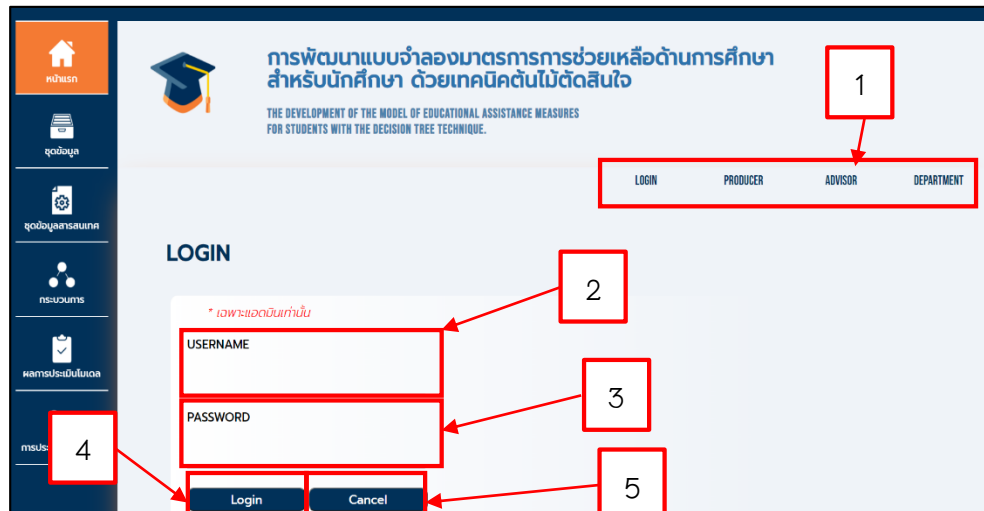 การพัฒนาแบบจำลองมาตรการการช่วยเหลือด้านการศึกษา
สำหรับนักศึกษา ด้วยเทคนิคต้นไม้ตัดสินใจ
THE DEVELOPMENT OF THE MODEL OF EDUCATIONAL ASSISTANCE MEASURES
FOR STUDENTS WITH THE DECISION TREE TECHNIQUE.
1
LOGIN PRODUCER ADVISOR DEPARTMENT
หน้าแรก
ชุดข้อมูล
ชุดข้อมูลสารสนเทศ
กระบวนการ
ผลการประเมินโมเดล
LOGIN
2
* เฉพาะแอดมินเท่านั้น
USERNAME
3
PASSWORD
4
5
Login Cancel